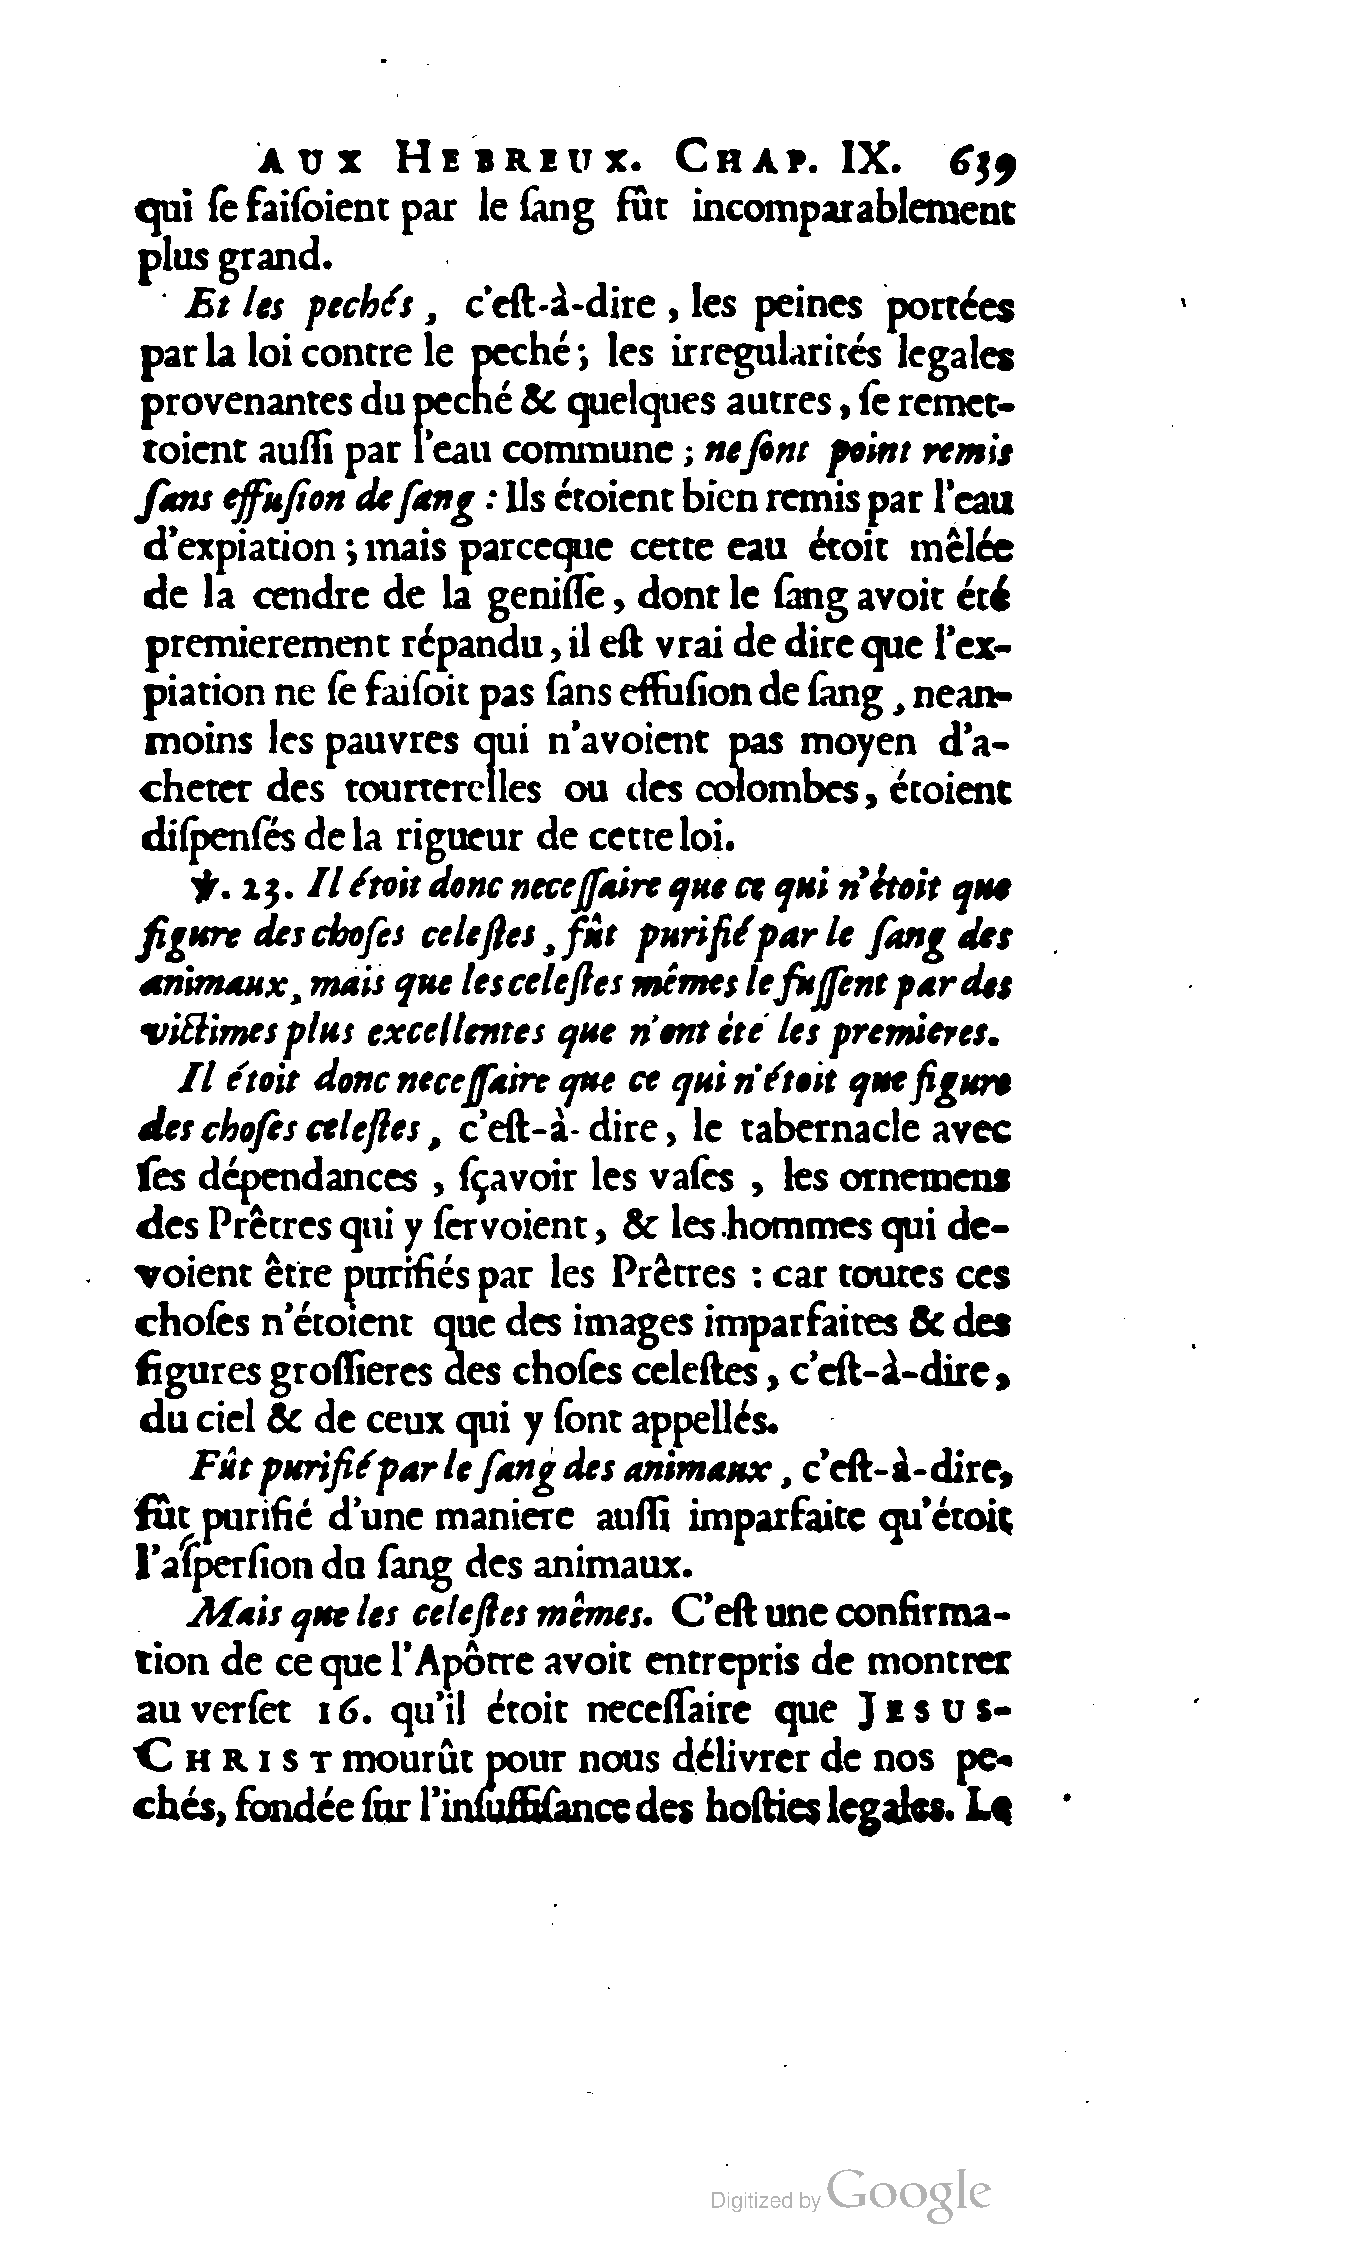 AUX HEBREUX. CHAP. IX. 639
qui ſe faiſoient par le ſang fût incomparablement
plus grand.
Et les pechés, c'eſt-à-dire, les peines portées
par la loi contre le peché; les irregularités legales
provenantes du peché & quelques autres, ſe remet-
toient auſſi par l'eau commune; ne ſont point remis
ſans effuſion de ſang: Ils étoient bien remis par l'eau
d'expiation; mais parceque cette eau étoit mêlée
de la cendre de la geniſſe, dont le ſang avoit été
premierement répandu, il eſt vrai de dire que l'ex-
piation ne ſe faiſoit pas ſans effuſion de ſang, nean-
moins les pauvres qui n'avoient pas moyen d'a-
cheter des tourterelles ou des colombes, étoient
diſpenſés de la rigueur de cette loi.
℣. 23. Il étoit donc neceſſaire que ce qui n'étoit que
figure des choſes celeſtes, fût purifié par le ſang des
animaux, mais que les celeſtes mêmes le fuſſent par des
victimes plus excellentes que n'ont été les premieres.
Il étoit donc neceſſaire que ce qui n'étoit que figure
des choſes celeſtes, c'eſt-à-dire, le tabernacle avec
ſes dépendances, ſçavoir les vaſes, les ornemens
des Prêtres qui y ſervoient, & les hommes qui de-
voient être purifiés par les Prêtres: car toutes ces
choſes n'étoient que des images imparfaites & des
figures groſſieres des choſes celeſtes, c'eſt-à-dire,
du ciel & de ceux qui y ſont appellés.
Fût purifié par le ſang des animaux, c'eſt-à-dire,
fût purifié d'une maniere auſſi imparfaite qu'étoit
l'aſperſion du ſang des animaux.
Mais que les celeſtes mêmes. C'eſt une confirma-
tion de ce que l'Apôtre avoit entrepris de montrer
au verſet 16. qu'il étoit neceſſaire que JESUS-
CHRIST mourût pour nous délivrer de nos pe-
chés, fondée ſur l'inſuffiſance des hoſties legales. Le
Digitized by Google